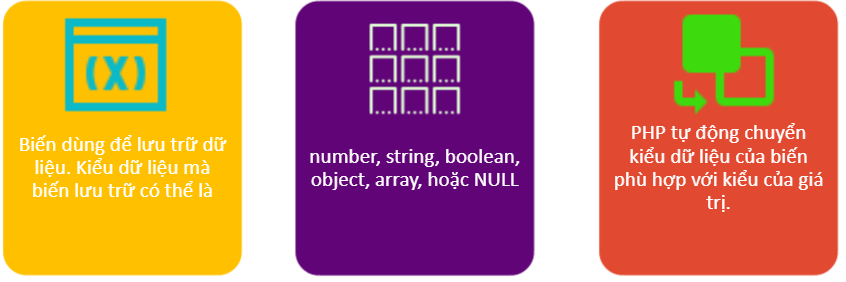 (X)
Biến dùng để lưu trữ dữ
liệu. Kiểu dữ liệu mà
biến lưu trữ có thể là
number, string, boolean,
object, array, hoặc NULL
PHP tự động chuyển
kiểu dữ liệu của biến
phù hợp với kiểu của giá
trị.